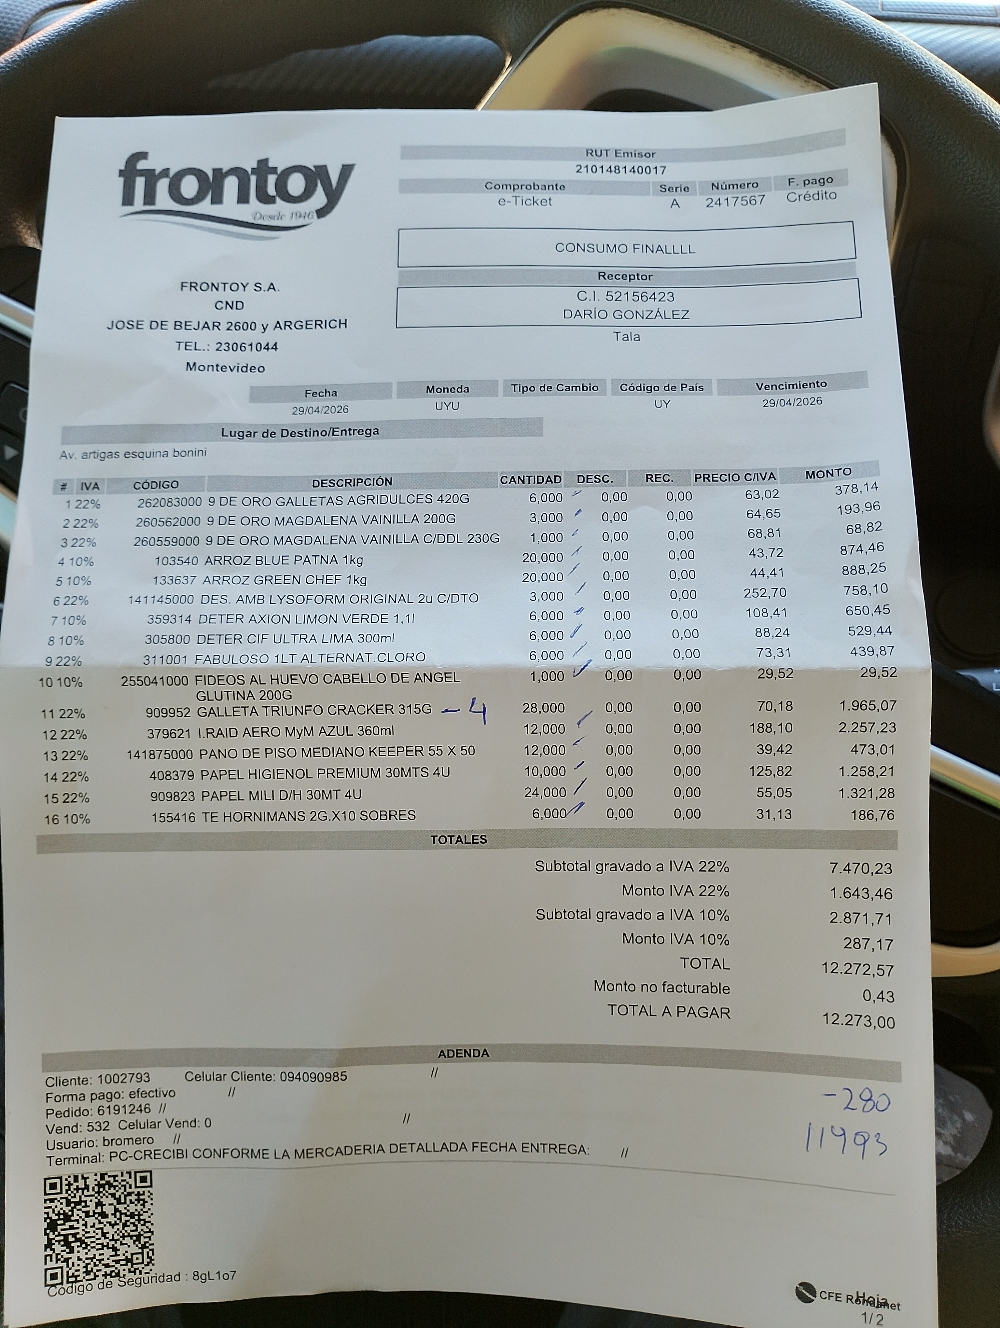 frontoy
Desde 1946
FRONTOY S.A.
CND
JOSE DE BEJAR 2600 y ARGERICH
TEL.: 23061044
Montevideo
RUT Emisor
210148140017
Comprobante Serie Número F. pago
e-Ticket A 2417567 Crédito
CONSUMO FINALLLL
Receptor
C.I. 52156423
DARÍO GONZÁLEZ
Tala
Fecha Moneda Tipo de Cambio Código de País Vencimiento
29/04/2026 UYU UY 29/04/2026
Lugar de Destino/Entrega
Av. artigas esquina bonini
# IVA CÓDIGO DESCRIPCIÓN CANTIDAD DESC. REC. PRECIO C/IVA MONTO
1 22% 262083000 9 DE ORO GALLETAS AGRIDULCES 420G 6,000 0,00 0,00 63,02 378,14
2 22% 260562000 9 DE ORO MAGDALENA VAINILLA 200G 3,000 0,00 0,00 64,65 193,96
3 22% 260559000 9 DE ORO MAGDALENA VAINILLA C/DDL 230G 1,000 0,00 0,00 68,81 68,82
4 10% 103540 ARROZ BLUE PATNA 1kg 20,000 0,00 0,00 43,72 874,46
5 10% 133637 ARROZ GREEN CHEF 1kg 20,000 0,00 0,00 44,41 888,25
6 22% 141145000 DES. AMB LYSOFORM ORIGINAL 2u C/DTO 3,000 0,00 0,00 252,70 758,10
7 10% 359314 DETER AXION LIMON VERDE 1,1l 6,000 0,00 0,00 108,41 650,45
8 10% 305800 DETER CIF ULTRA LIMA 300ml 6,000 0,00 0,00 88,24 529,44
9 22% 311001 FABULOSO 1LT ALTERNAT.CLORO 6,000 0,00 0,00 73,31 439,87
10 10% 255041000 FIDEOS AL HUEVO CABELLO DE ANGEL 1,000 0,00 0,00 29,52 29,52
GLUTINA 200G
11 22% 909952 GALLETA TRIUNFO CRACKER 315G - 4 28,000 0,00 0,00 70,18 1.965,07
12 22% 379621 I.RAID AERO MyM AZUL 360ml 12,000 0,00 0,00 188,10 2.257,23
13 22% 141875000 PANO DE PISO MEDIANO KEEPER 55 X 50 12,000 0,00 0,00 39,42 473,01
14 22% 408379 PAPEL HIGIENOL PREMIUM 30MTS 4U 10,000 0,00 0,00 125,82 1.258,21
15 22% 909823 PAPEL MILI D/H 30MT 4U 24,000 0,00 0,00 55,05 1.321,28
16 10% 155416 TE HORNIMANS 2G.X10 SOBRES 6,000 0,00 0,00 31,13 186,76
TOTALES
Subtotal gravado a IVA 22% 7.470,23
Monto IVA 22% 1.643,46
Subtotal gravado a IVA 10% 2.871,71
Monto IVA 10% 287,17
TOTAL 12.272,57
Monto no facturable 0,43
TOTAL A PAGAR 12.273,00
ADENDA
Cliente: 1002793 Celular Cliente: 094090985 //
Forma pago: efectivo //
Pedido: 6191246 //
Vend: 532 Celular Vend: 0 //
Usuario: bromero //
Terminal: PC-CRECIBI CONFORME LA MERCADERIA DETALLADA FECHA ENTREGA: //
-280
11993
Código de Seguridad : 8gL1o7
CFE Rondanet
Hoja
1/2